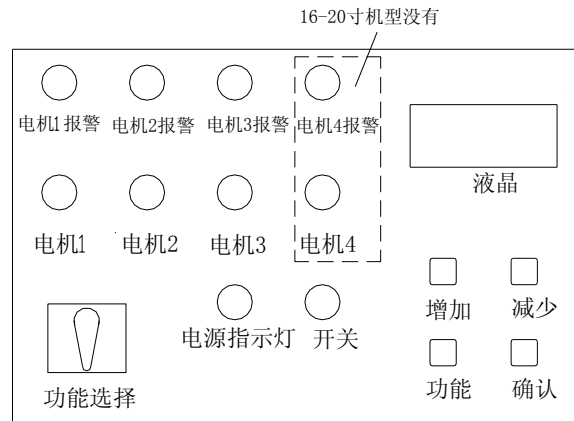 16-20寸机型没有
电机1报警 电机2报警 电机3报警 电机4报警
液晶
电机1 电机2 电机3 电机4
增加 减少
电源指示灯 开关
功能选择 功能 确认